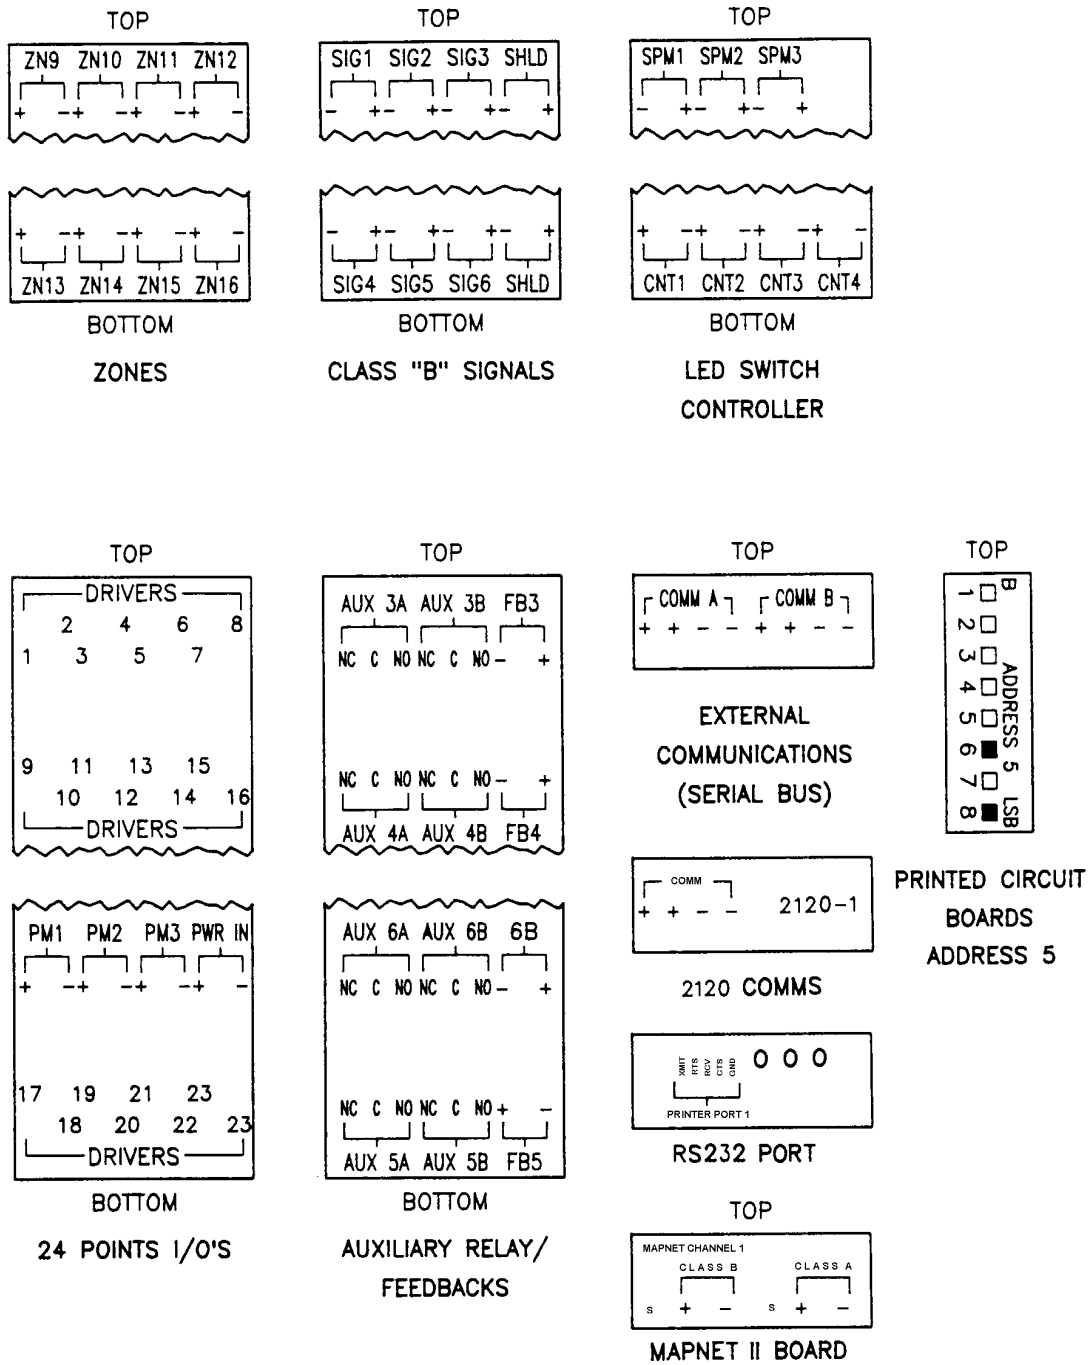 TOP
ZN9 ZN10 ZN11 ZN12
+ -+ -+ -+ -
+ -+ -+ -+ -
ZN13 ZN14 ZN15 ZN16
BOTTOM
ZONES
TOP
SIG1 SIG2 SIG3 SHLD
- +- +- +- +
- +- +- +- +
SIG4 SIG5 SIG6 SHLD
BOTTOM
CLASS "B" SIGNALS
TOP
SPM1 SPM2 SPM3
- +- +- +
+ -+ -+ -+ -
CNT1 CNT2 CNT3 CNT4
BOTTOM
LED SWITCH
CONTROLLER
TOP
DRIVERS
2 4 6 8
1 3 5 7
9 11 13 15
10 12 14 16
DRIVERS
PM1 PM2 PM3 PWR IN
+ -+ -+ -+ -
17 19 21 23
18 20 22 23
DRIVERS
BOTTOM
24 POINTS I/O'S
TOP
AUX 3A AUX 3B FB3
NC C NO NC C NO - +
NC C NO NC C NO - +
AUX 4A AUX 4B FB4
AUX 6A AUX 6B 6B
NC C NO NC C NO - +
NC C NO NC C NO + -
AUX 5A AUX 5B FB5
BOTTOM
AUXILIARY RELAY/
FEEDBACKS
TOP
COMM A COMM B
+ + - - + + - -
EXTERNAL
COMMUNICATIONS
(SERIAL BUS)
COMM
+ + - - 2120-1
2120 COMMS
XMIT RTS RCV CTS GND
O O O
PRINTER PORT 1
RS232 PORT
TOP
MAPNET CHANNEL 1
CLASS B CLASS A
S + - S + -
MAPNET II BOARD
TOP
1 2 3 4 5 6 7 8
B ADDRESS 5 LSB
PRINTED CIRCUIT
BOARDS
ADDRESS 5